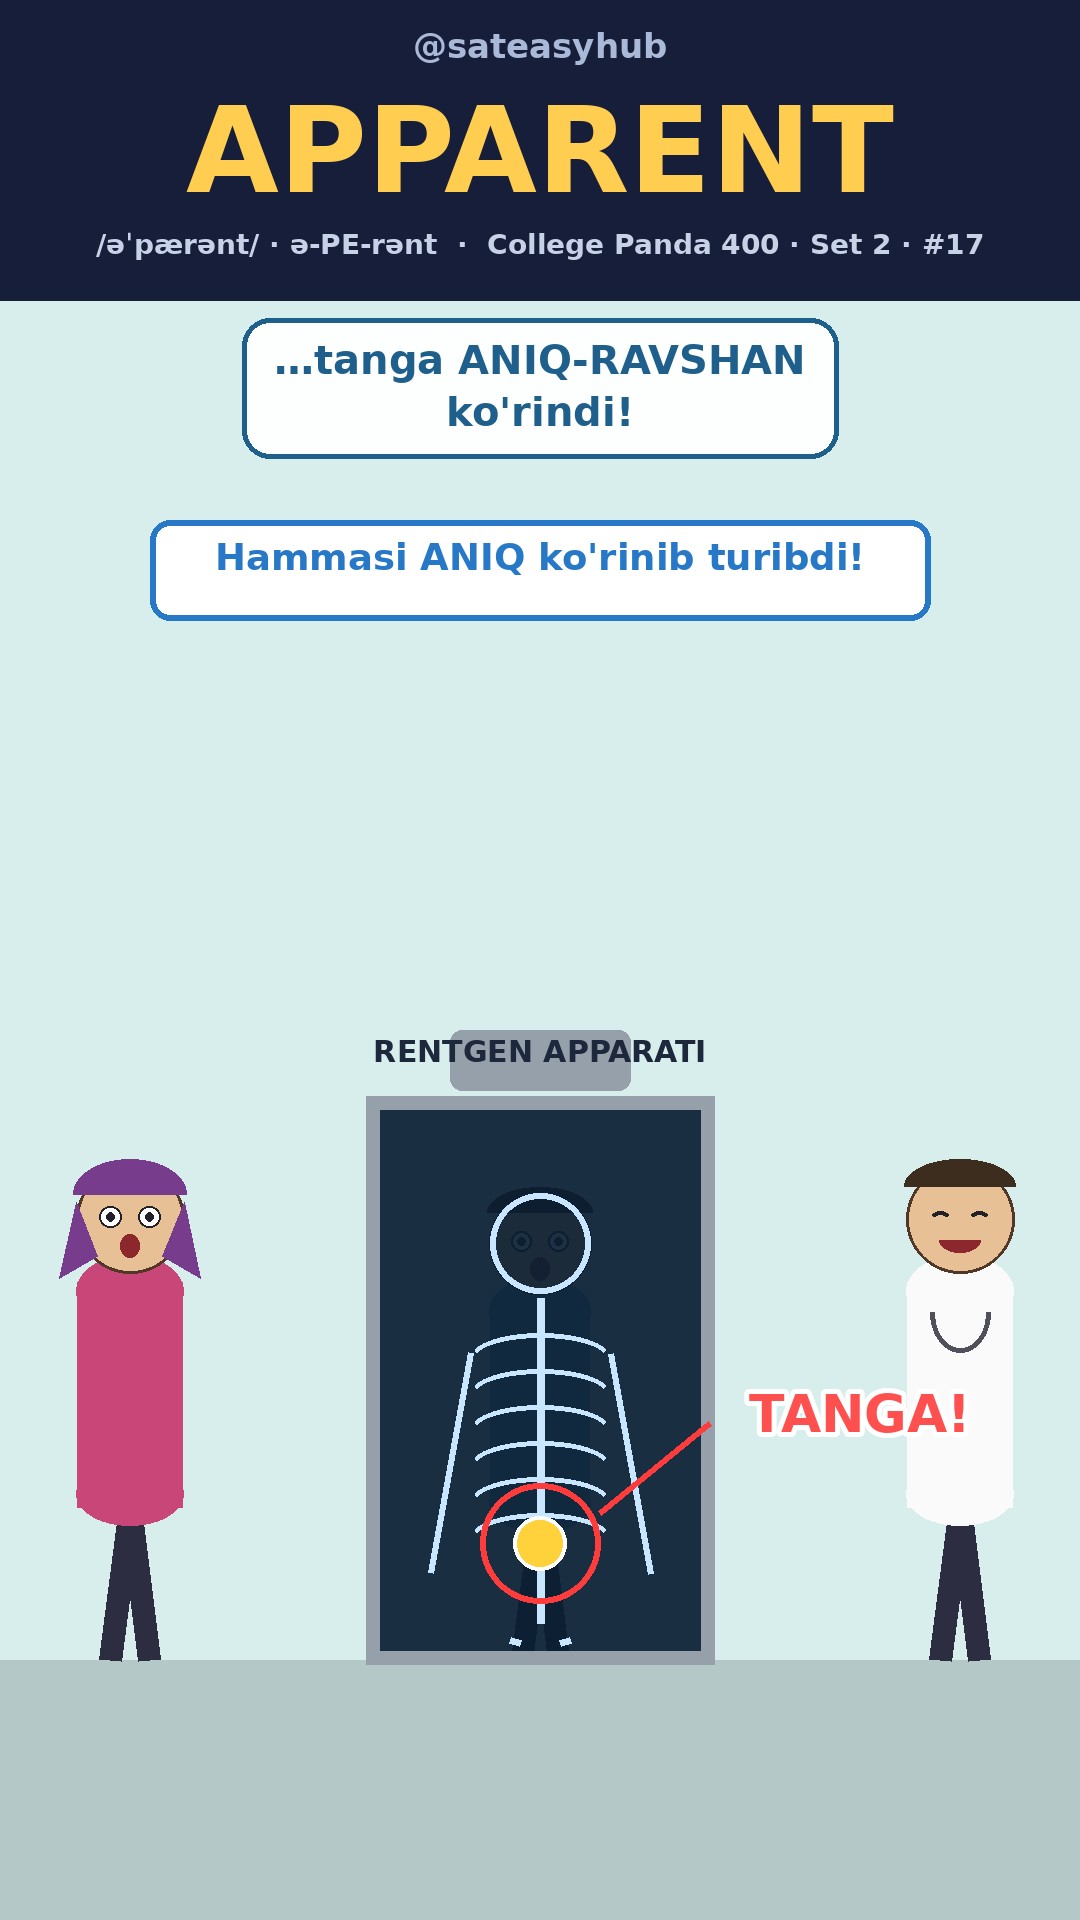 @sateasyhub
APPARENT
/əˈpærənt/ · ə-PE-rənt · College Panda 400 · Set 2 · #17
…tanga ANIQ-RAVSHAN
ko'rindi!
Hammasi ANIQ ko'rinib turibdi!
RENTGEN APPARATI
TANGA!